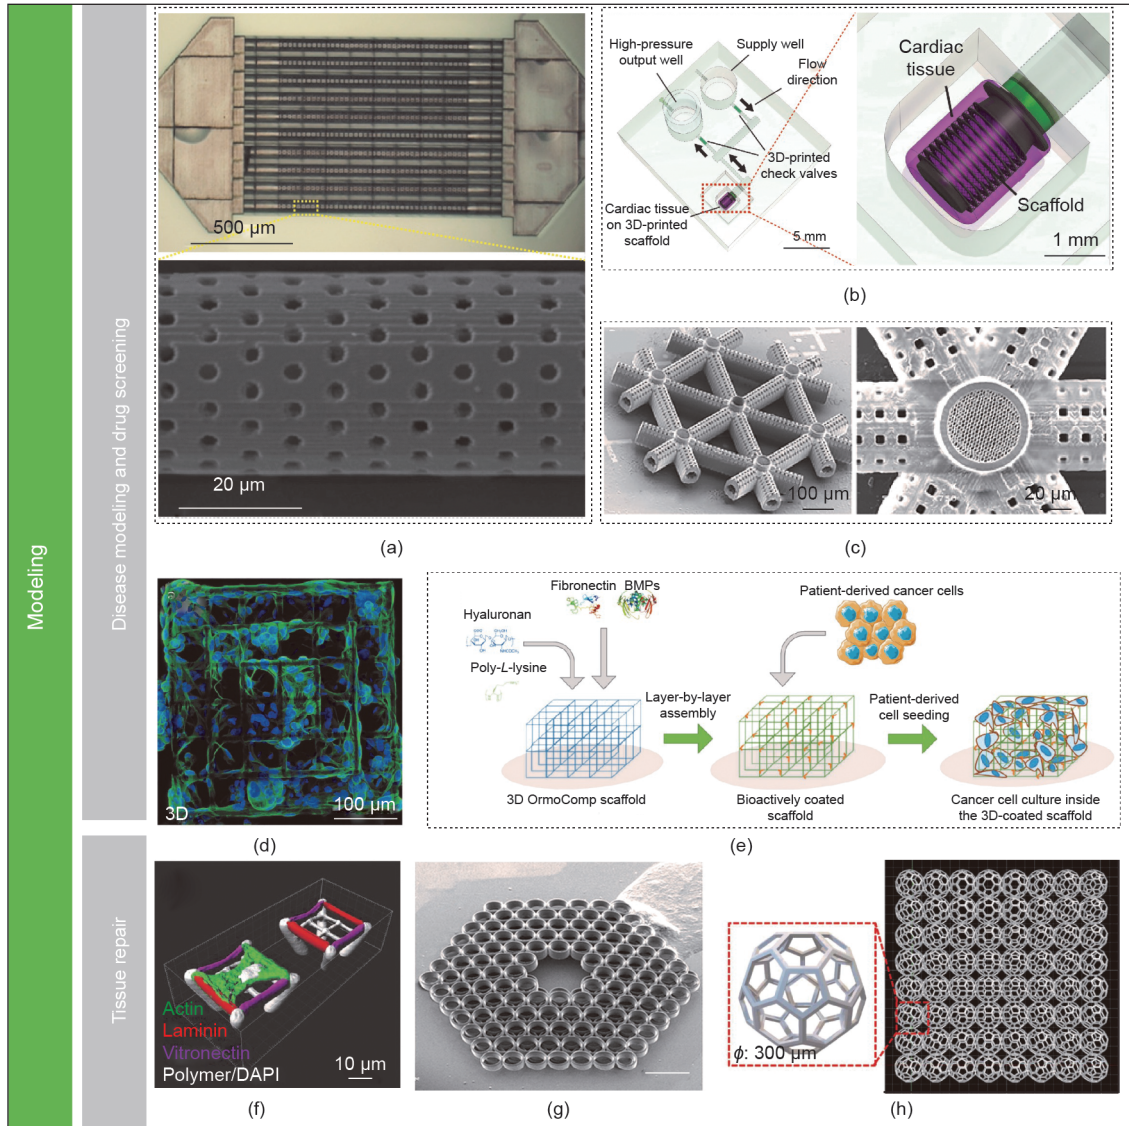 Modeling
Disease modeling and drug screening
500 µm
20 µm
(a)
High-pressure
output well
Supply well
Flow
direction
3D-printed
check valves
Cardiac tissue
on 3D-printed
scaffold
5 mm
Cardiac
tissue
Scaffold
1 mm
(b)
100 µm
20 µm
(c)
3D
100 µm
(d)
Fibronectin
BMPs
Hyaluronan
Poly-L-lysine
Patient-derived cancer cells
Layer-by-layer
assembly
Patient-derived
cell seeding
3D OrmoComp scaffold
Bioactively coated
scaffold
Cancer cell culture inside
the 3D-coated scaffold
(e)
Tissue repair
Actin
Laminin
Vitronectin
Polymer/DAPI
10 µm
(f)
(g)
ϕ: 300 µm
(h)